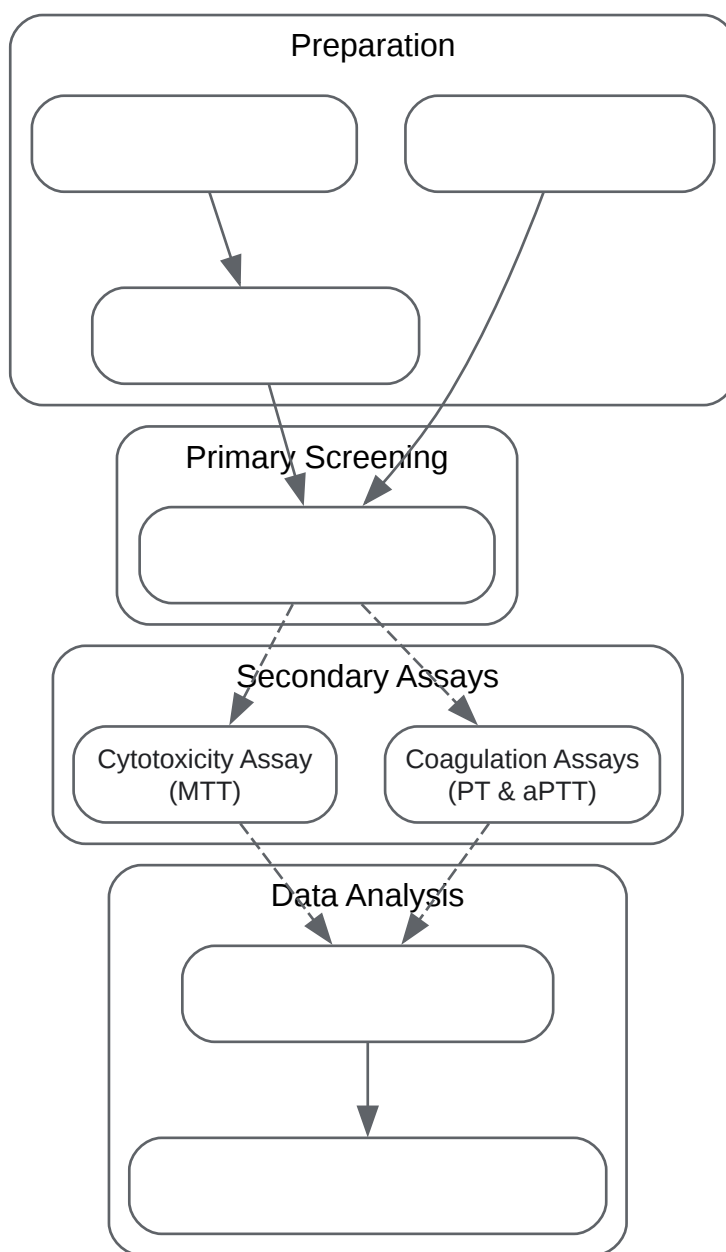 Preparation
Primary Screening
Secondary Assays
Cytotoxicity Assay
(MTT)
Coagulation Assays
(PT & aPTT)
Data Analysis